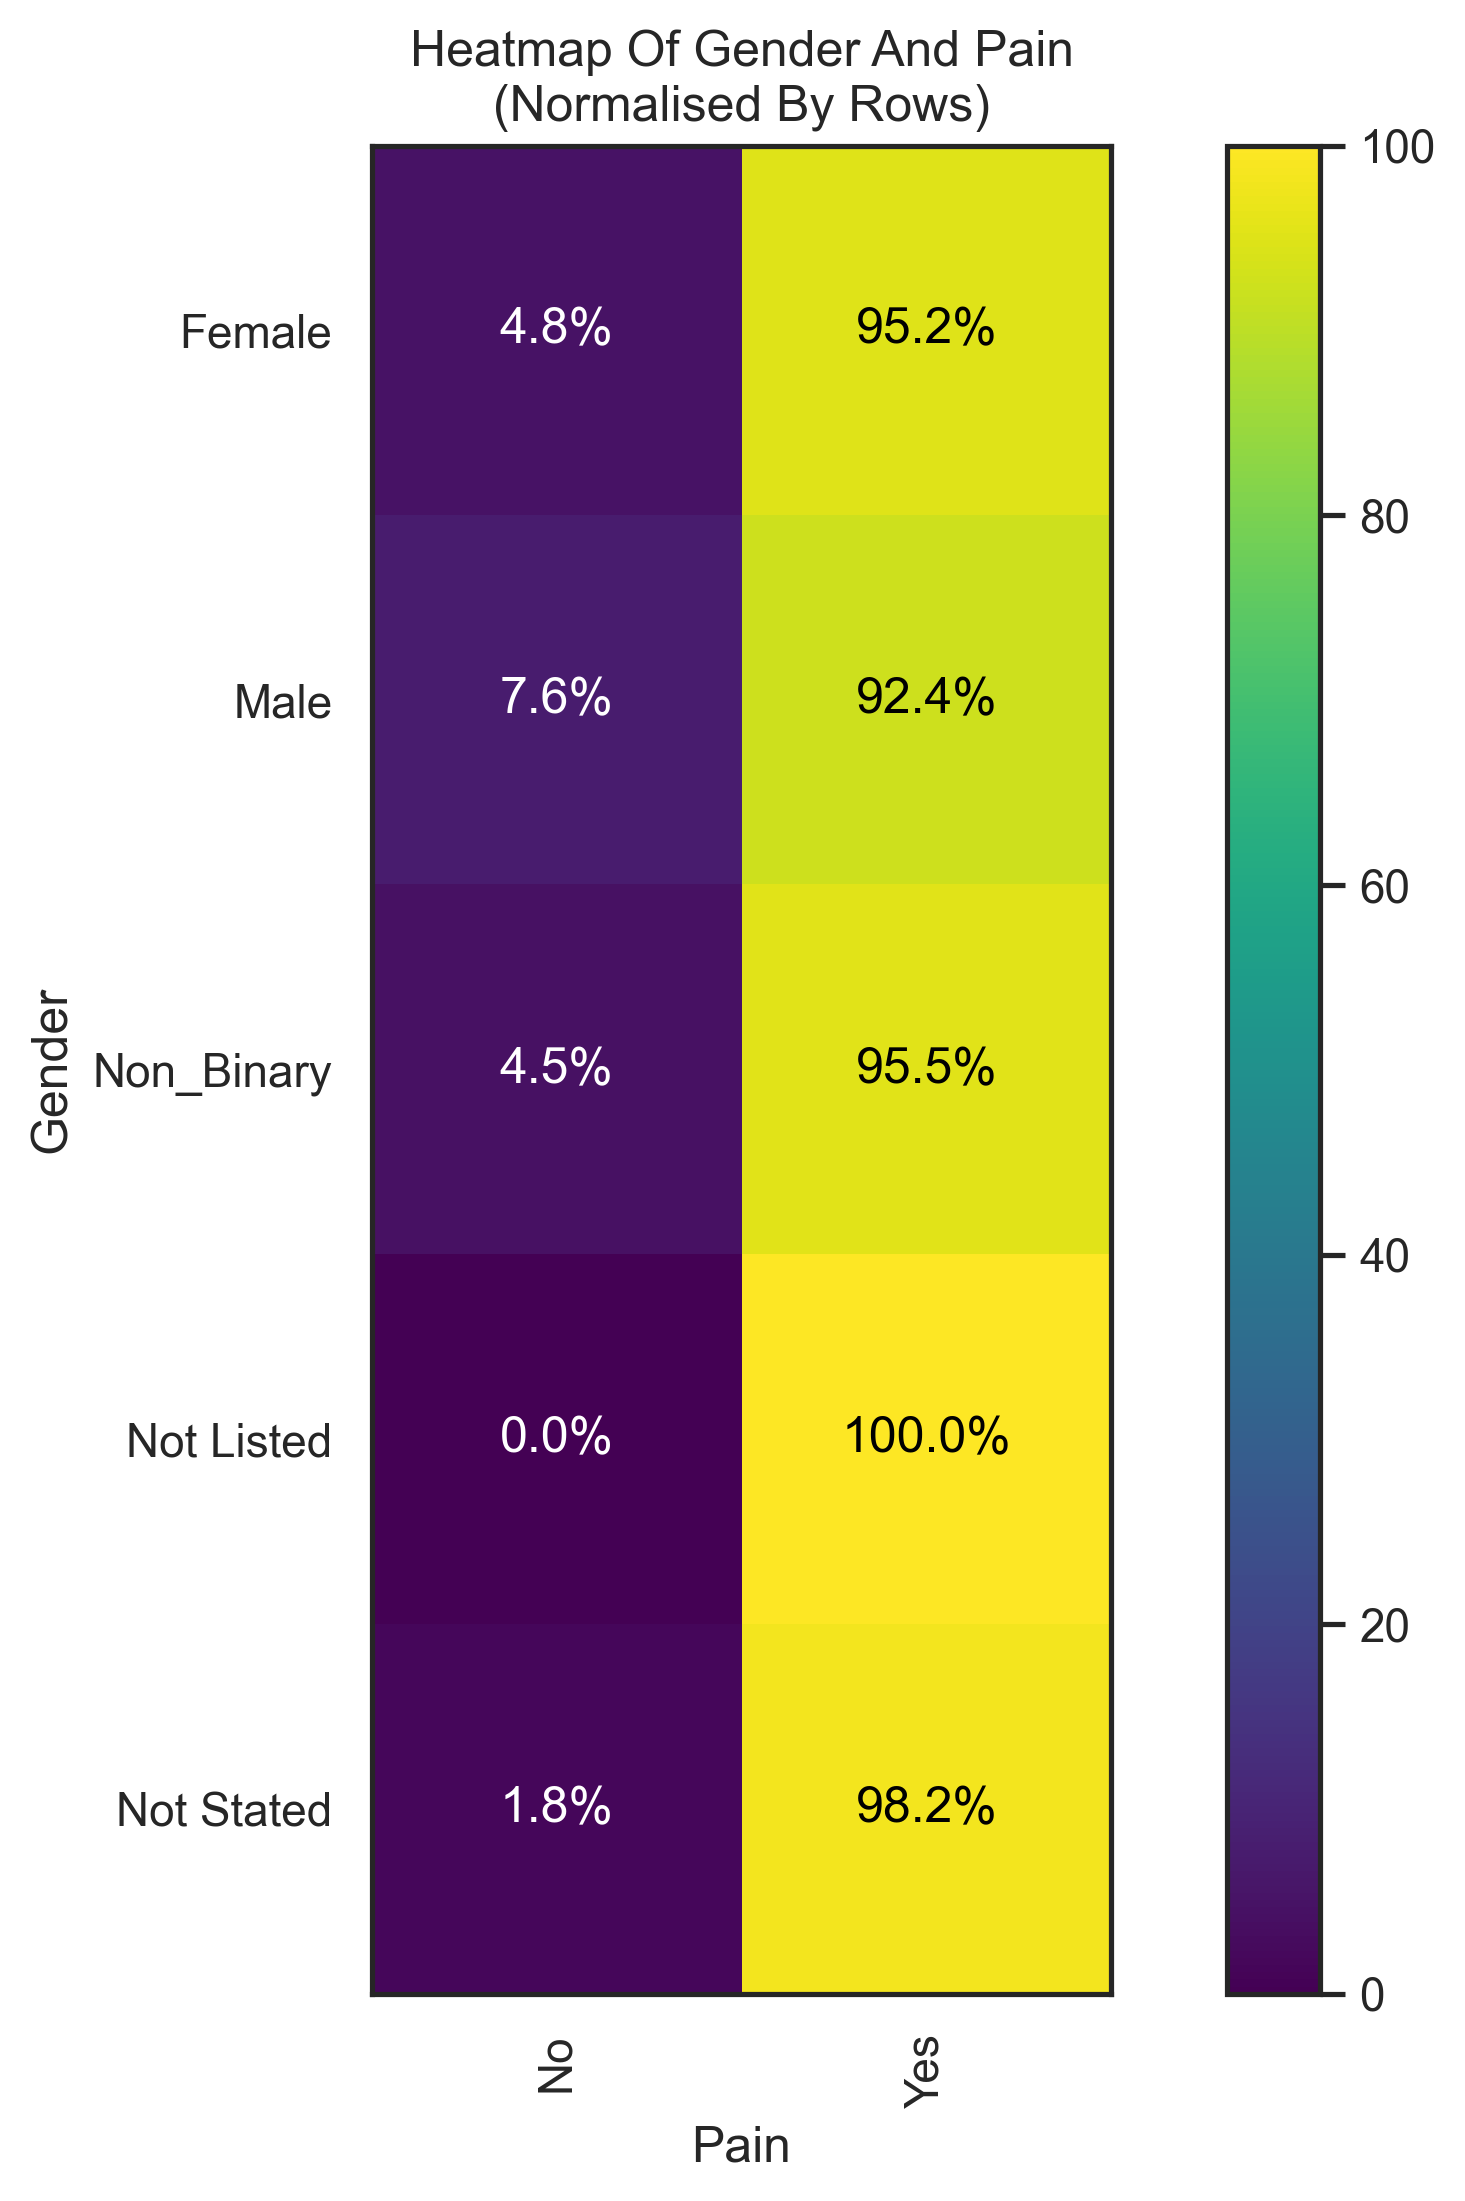 Heatmap Of Gender And Pain
(Normalised By Rows)
100
Female 4.8% 95.2%
80
Male 7.6% 92.4%
60
Gender
Non_Binary 4.5% 95.5%
40
Not Listed 0.0% 100.0%
20
Not Stated 1.8% 98.2%
0
No Yes
Pain